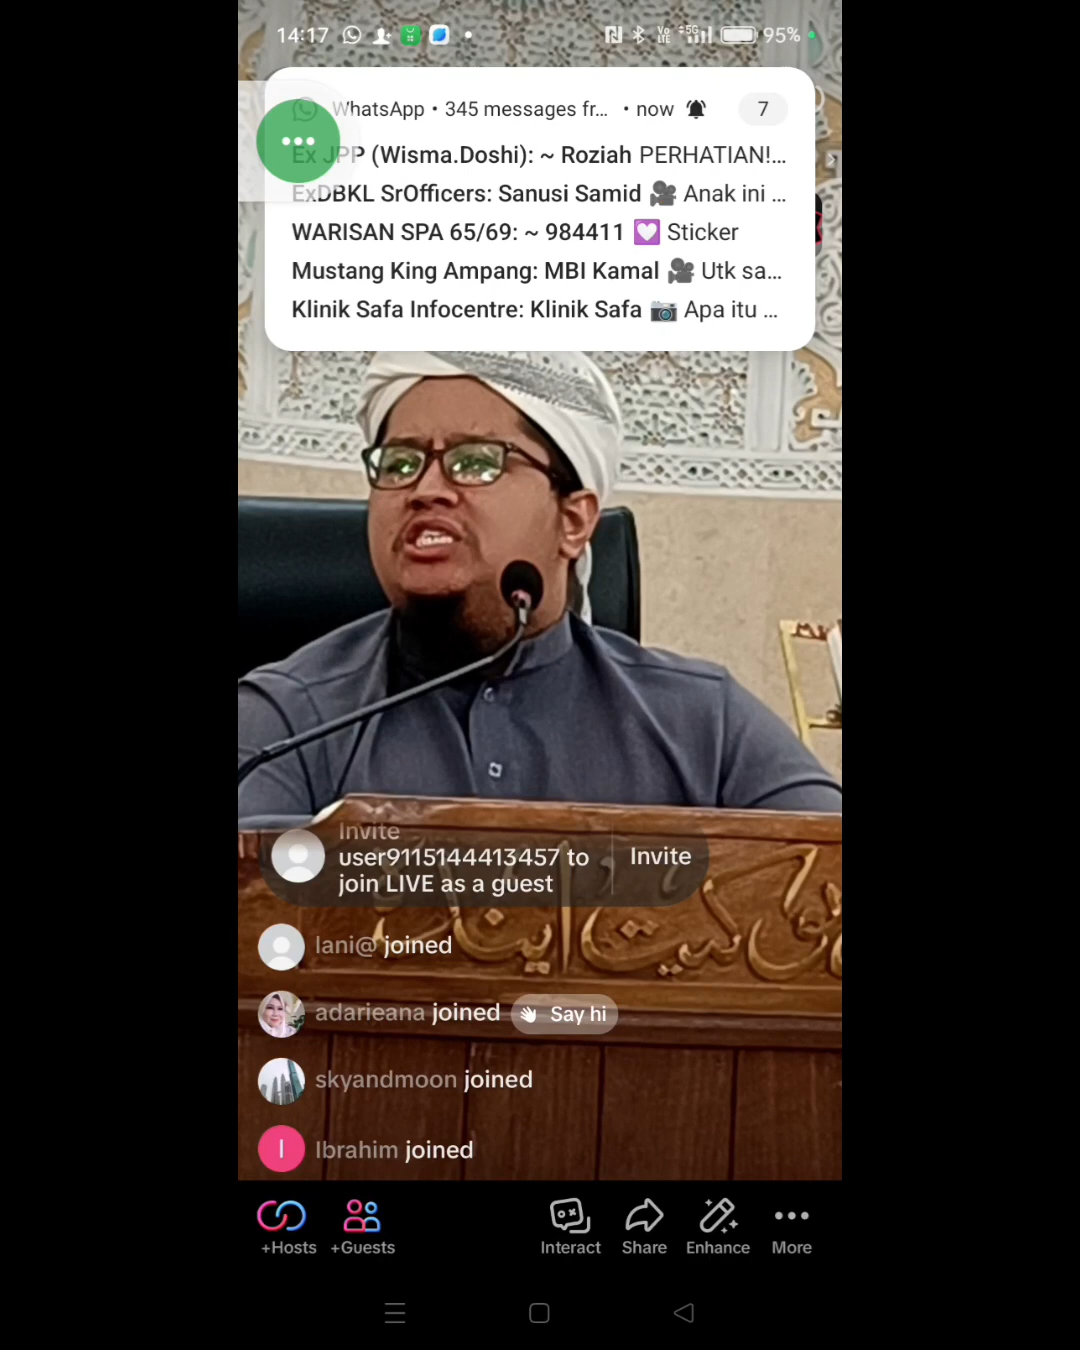 14:17
VoLTE 5G 95%
WhatsApp • 345 messages fr... • now 7
Ex JPP (Wisma.Doshi): ~ Roziah PERHATIAN!...
ExDBKL SrOfficers: Sanusi Samid 🎥 Anak ini ...
WARISAN SPA 65/69: ~ 984411 💟 Sticker
Mustang King Ampang: MBI Kamal 🎥 Utk sa...
Klinik Safa Infocentre: Klinik Safa 📷 Apa itu ...
Invite
user9115144413457 to
join LIVE as a guest
Invite
lani@ joined
adarieana joined 👋 Say hi
skyandmoon joined
I
Ibrahim joined
+Hosts +Guests Interact Share Enhance More